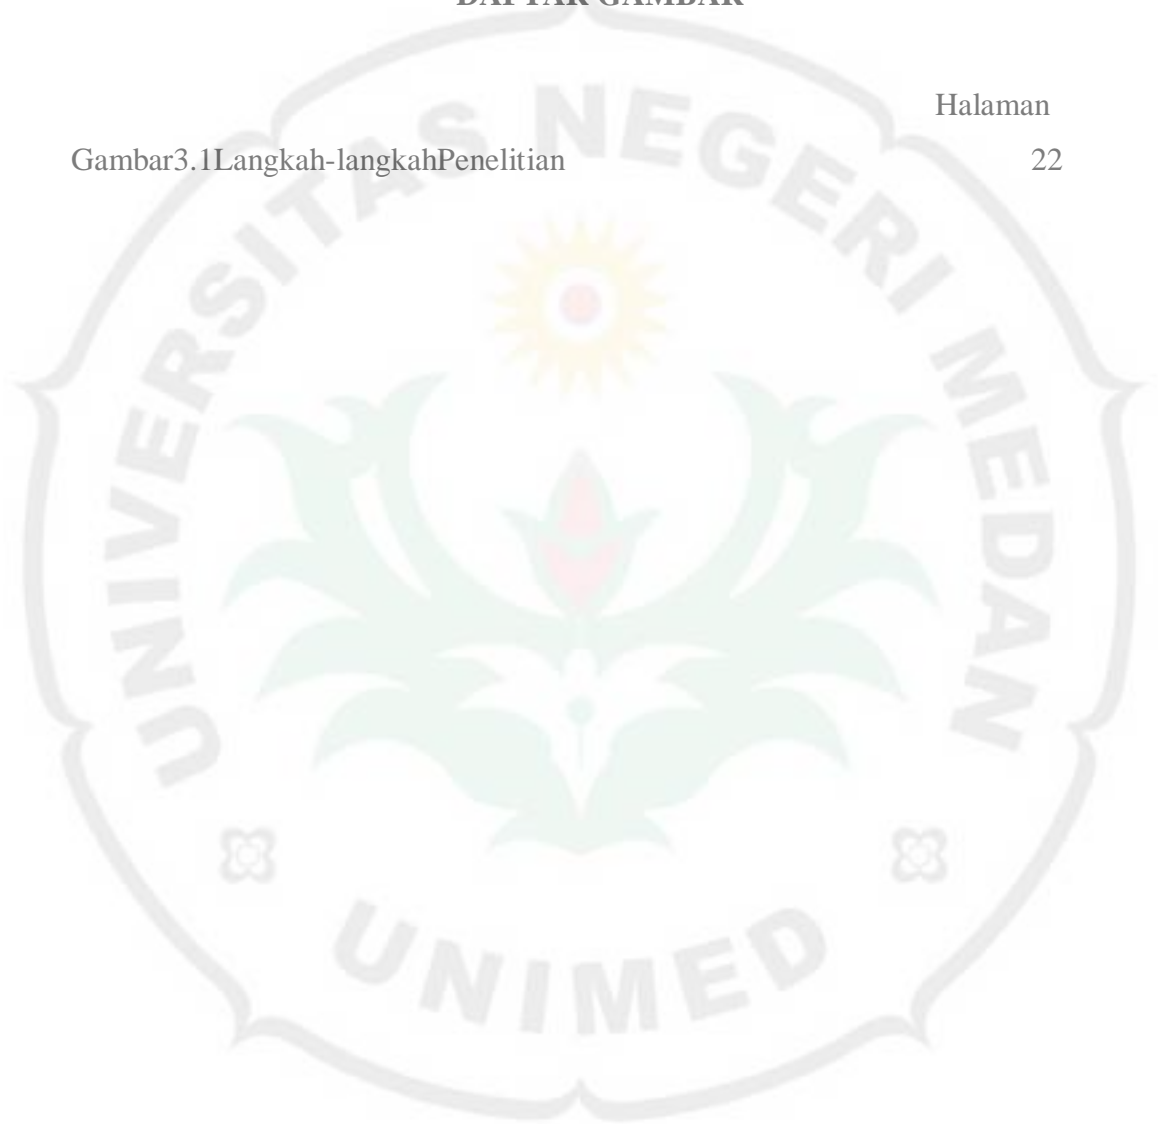 DAFTAR GAMBAR
Halaman
Gambar3.1Langkah-langkahPenelitian 22
UNIVERSITAS NEGERI MEDAN
UNIMED